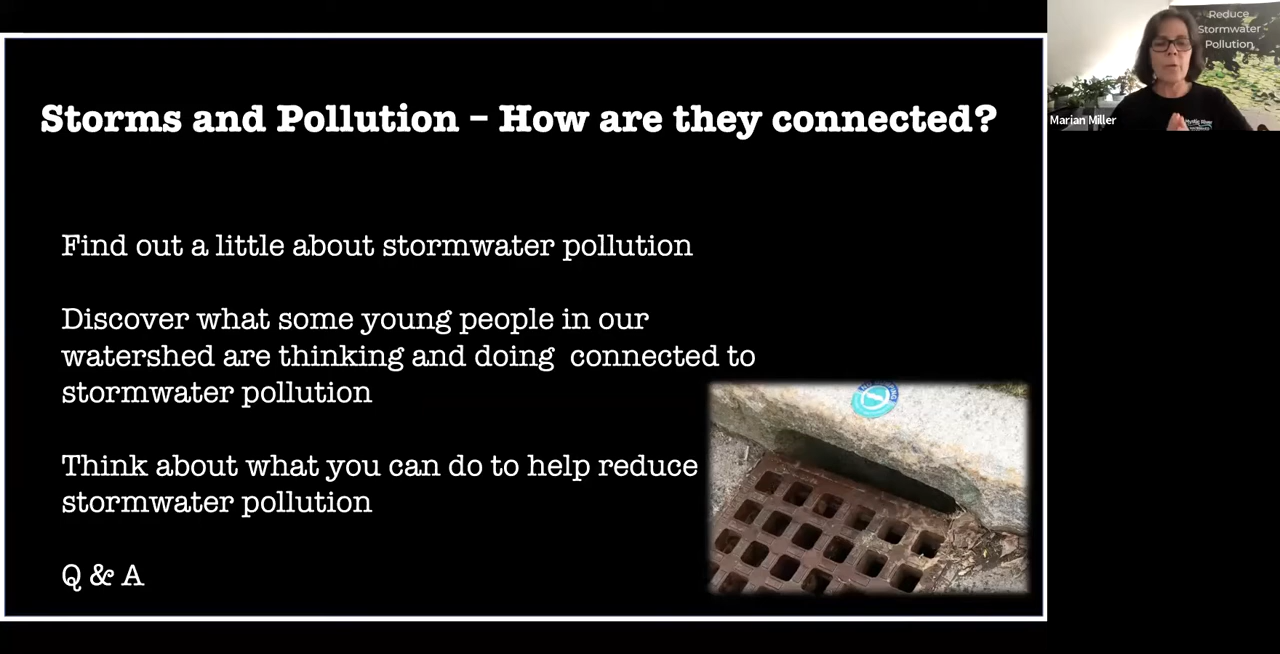 Storms and Pollution – How are they connected?
Find out a little about stormwater pollution
Discover what some young people in our
watershed are thinking and doing  connected to
stormwater pollution
Think about what you can do to help reduce
stormwater pollution
Q & A
Reduce
Stormwater
Pollution
Marian Miller
Mystic River